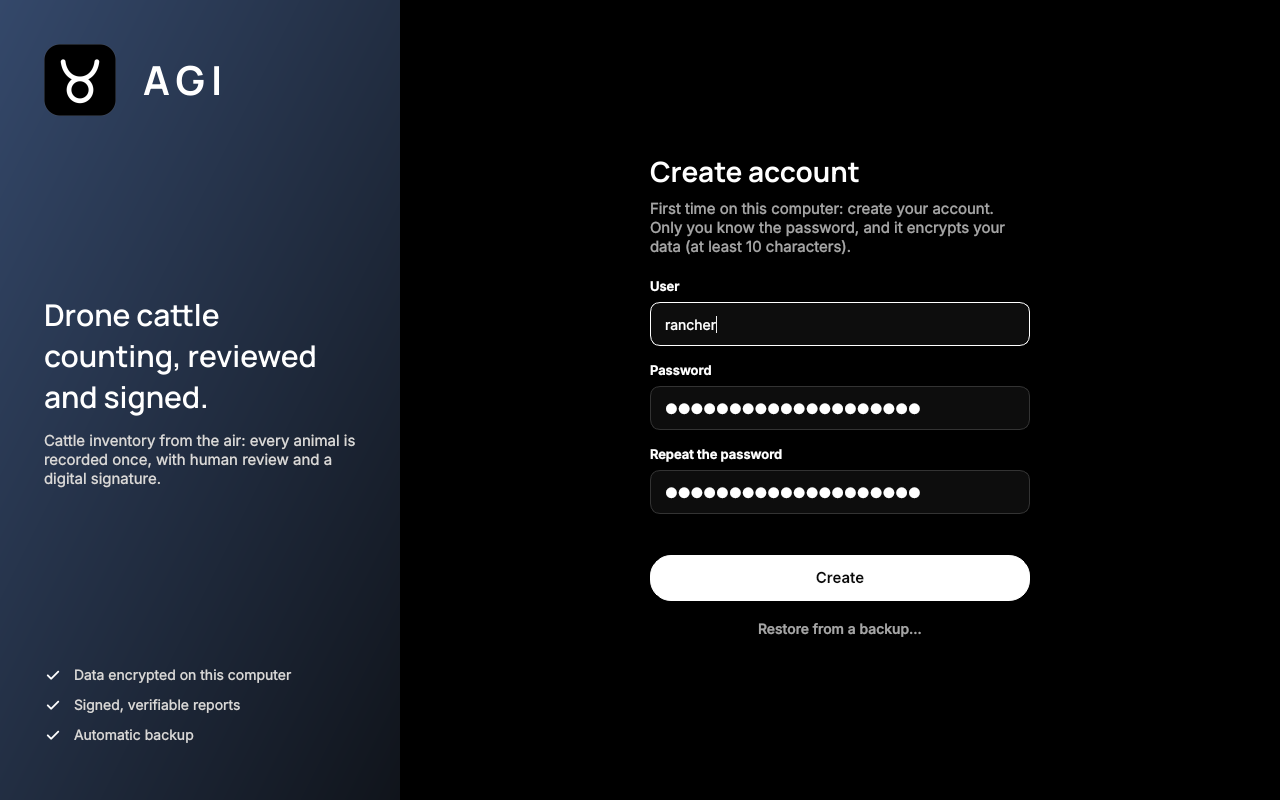 AGI
Drone cattle
counting, reviewed
and signed.
Cattle inventory from the air: every animal is
recorded once, with human review and a
digital signature.
Data encrypted on this computer
Signed, verifiable reports
Automatic backup
Create account
First time on this computer: create your account.
Only you know the password, and it encrypts your
data (at least 10 characters).
User
rancher
Password
●●●●●●●●●●●●●●●●●●●●
Repeat the password
●●●●●●●●●●●●●●●●●●●●
Create
Restore from a backup...